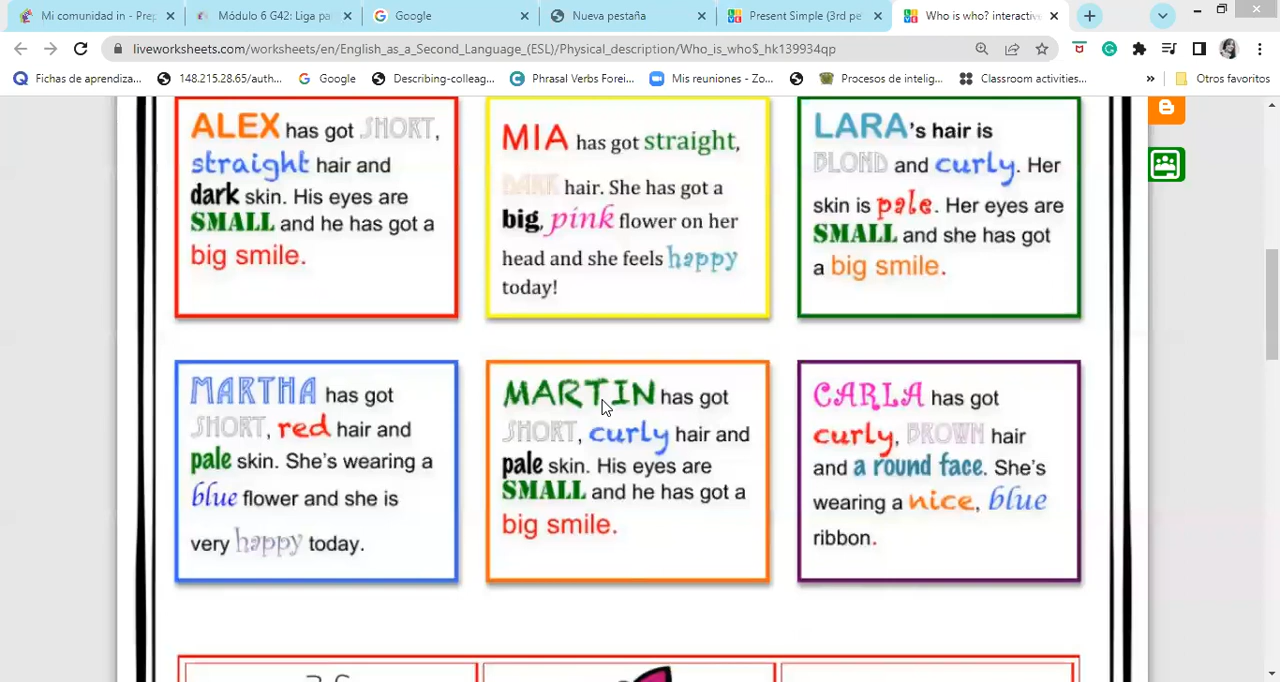 Mi comunidad in - Prep
Módulo 6 G42: Liga pa
Google
Nueva pestaña
Present Simple (3rd pe
Who is who? interactive
liveworksheets.com/worksheets/en/English_as_a_Second_Language_(ESL)/Physical_description/Who_is_who$_hk139934qp
Fichas de aprendiza...
148.215.28.65/auth...
Google
Describing-colleag...
Phrasal Verbs Forei...
Mis reuniones - Zo...
Procesos de intelig...
Classroom activities...
»
Otros favoritos
ALEX has got SHORT,
straight hair and
dark skin. His eyes are
SMALL and he has got a
big smile.
MIA has got straight,
DARK hair. She has got a
big, pink flower on her
head and she feels happy
today!
LARA's hair is
BLOND and curly. Her
skin is pale. Her eyes are
SMALL and she has got
a big smile.
MARTHA has got
SHORT, red hair and
pale skin. She's wearing a
blue flower and she is
very happy today.
MARTIN has got
SHORT, curly hair and
pale skin. His eyes are
SMALL and he has got a
big smile.
CARLA has got
curly, BROWN hair
and a round face. She's
wearing a nice, blue
ribbon.